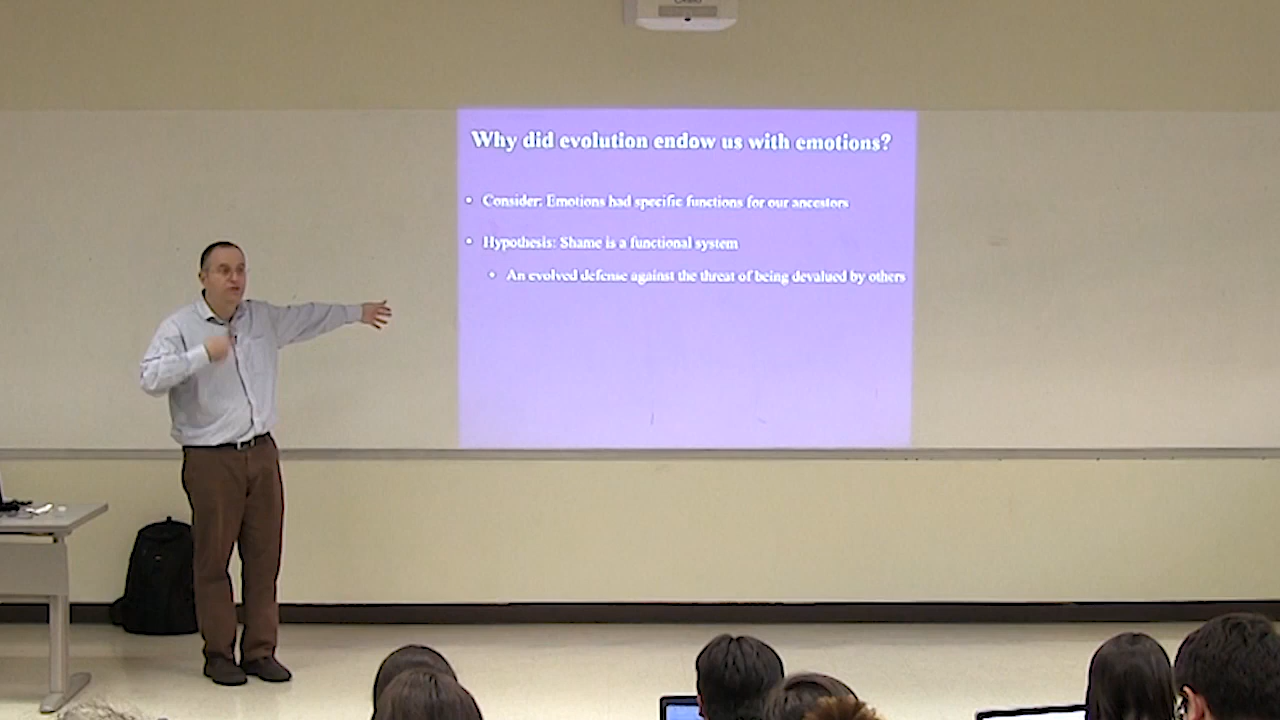 Why did evolution endow us with emotions?
• Consider: Emotions had specific functions for our ancestors
• Hypothesis: Shame is a functional system
• An evolved defense against the threat of being devalued by others